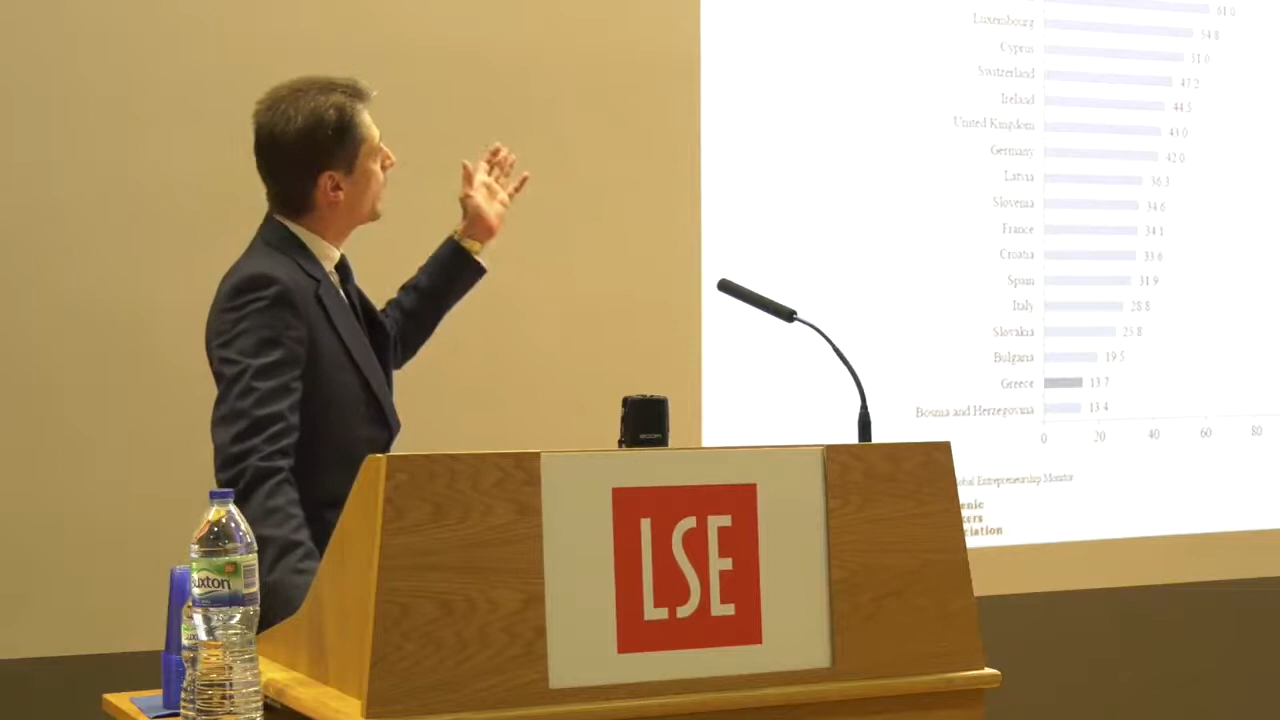 61.0
Luxembourg 54.8
Cyprus 51.0
Switzerland 47.2
Ireland 44.5
United Kingdom 43.0
Germany 42.0
Latvia 36.3
Slovenia 34.6
France 34.1
Croatia 33.6
Spain 31.9
Italy 28.8
Slovakia 25.8
Bulgaria 19.5
Greece 13.7
Bosnia and Herzegovina 13.4
0 20 40 60 80
Entrepreneurship Monitor
LSE
Buxton
zoom